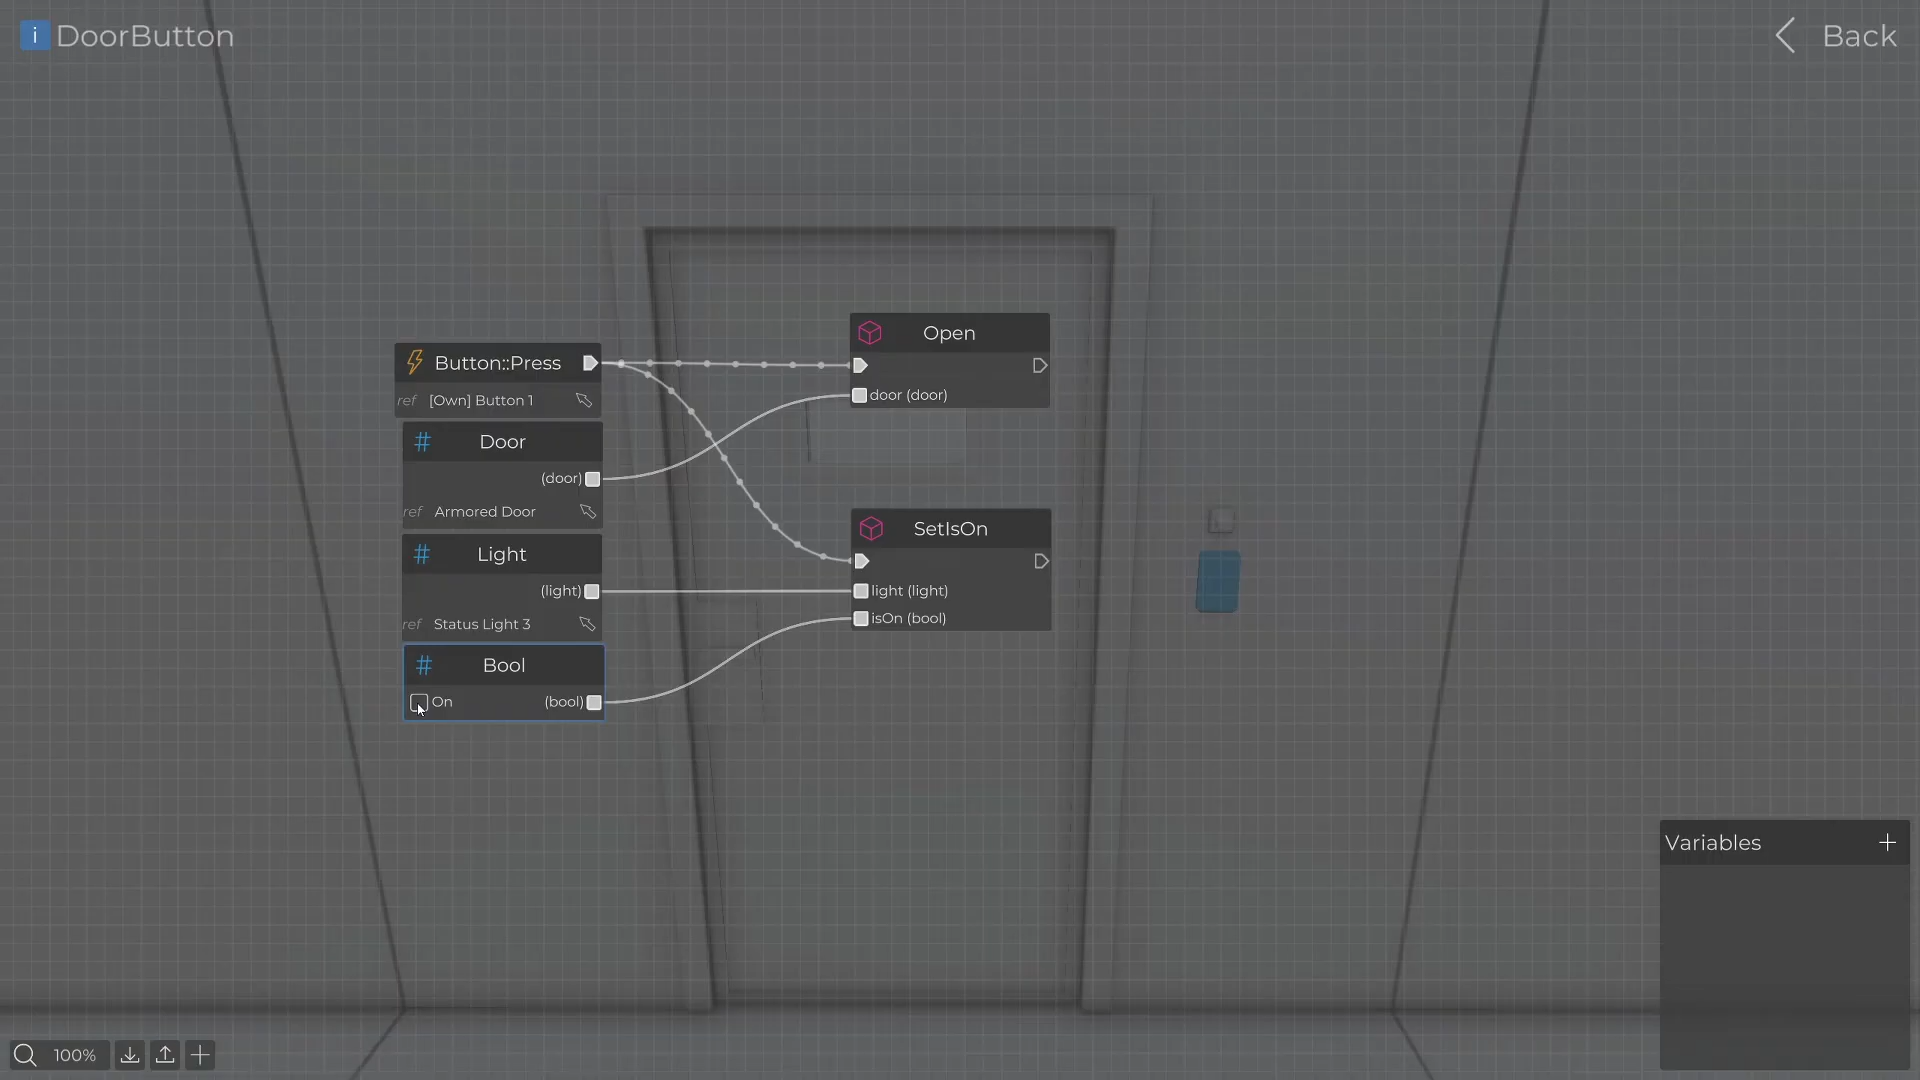 i DoorButton
Back
Button::Press
ref [Own] Button 1
Door
(door)
ref Armored Door
Light
(light)
ref Status Light 3
# Bool
On (bool)
Open
door (door)
SetIsOn
light (light)
isOn (bool)
Variables +
100%